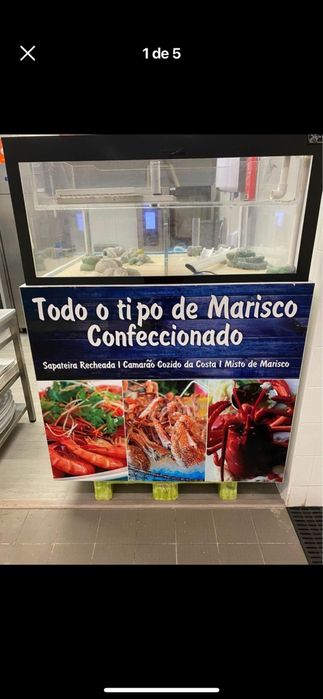 1 de 5
Todo o tipo de Marisco
Confeccionado
Sapateira Recheada | Camarão Cozido da Costa | Misto de Marisco